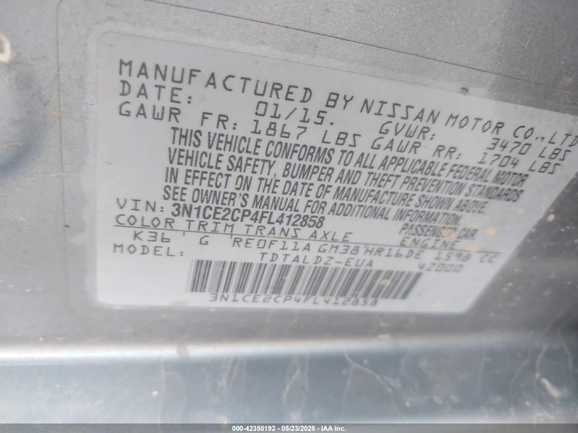 MANUFACTURED BY NISSAN MOTOR CO.,LTD
DATE: 01/15. GVWR: 3470 LBS
GAWR FR: 1867 LBS GAWR RR: 1704 LBS
THIS VEHICLE CONFORMS TO ALL APPLICABLE FEDERAL MOTOR
VEHICLE SAFETY, BUMPER AND THEFT PREVENTION STANDARDS
IN EFFECT ON THE DATE OF MANUFACTURE SHOWN ABOVE.
SEE OWNER'S MANUAL FOR ADDITIONAL INFORMATION
VIN: 3N1CE2CP4FL412858 PASSENGER CAR
COLOR TRIM TRANS AXLE ENGINE
K36 G RE0F11A GM38 HR16DE 1598 CC
MODEL: TDTALDZ-EUA 42000
3N1CE2CP4FL412858
000-42350192 - 05/23/2025 - IAA Inc.